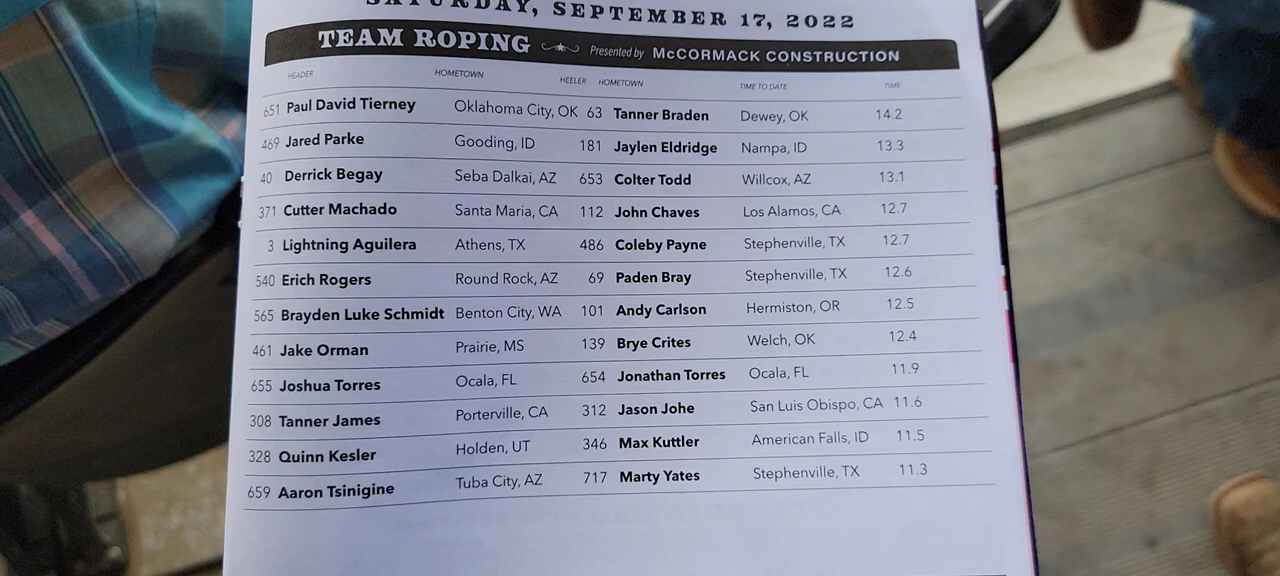 SATURDAY, SEPTEMBER 17, 2022
TEAM ROPING Presented by McCORMACK CONSTRUCTION
HEADER HOMETOWN HEELER HOMETOWN TIME TO DATE TIME
651 Paul David Tierney Oklahoma City, OK 63 Tanner Braden Dewey, OK 14.2
469 Jared Parke Gooding, ID 181 Jaylen Eldridge Nampa, ID 13.3
40 Derrick Begay Seba Dalkai, AZ 653 Colter Todd Willcox, AZ 13.1
371 Cutter Machado Santa Maria, CA 112 John Chaves Los Alamos, CA 12.7
3 Lightning Aguilera Athens, TX 486 Coleby Payne Stephenville, TX 12.7
540 Erich Rogers Round Rock, AZ 69 Paden Bray Stephenville, TX 12.6
565 Brayden Luke Schmidt Benton City, WA 101 Andy Carlson Hermiston, OR 12.5
461 Jake Orman Prairie, MS 139 Brye Crites Welch, OK 12.4
655 Joshua Torres Ocala, FL 654 Jonathan Torres Ocala, FL 11.9
308 Tanner James Porterville, CA 312 Jason Johe San Luis Obispo, CA 11.6
328 Quinn Kesler Holden, UT 346 Max Kuttler American Falls, ID 11.5
659 Aaron Tsinigine Tuba City, AZ 717 Marty Yates Stephenville, TX 11.3